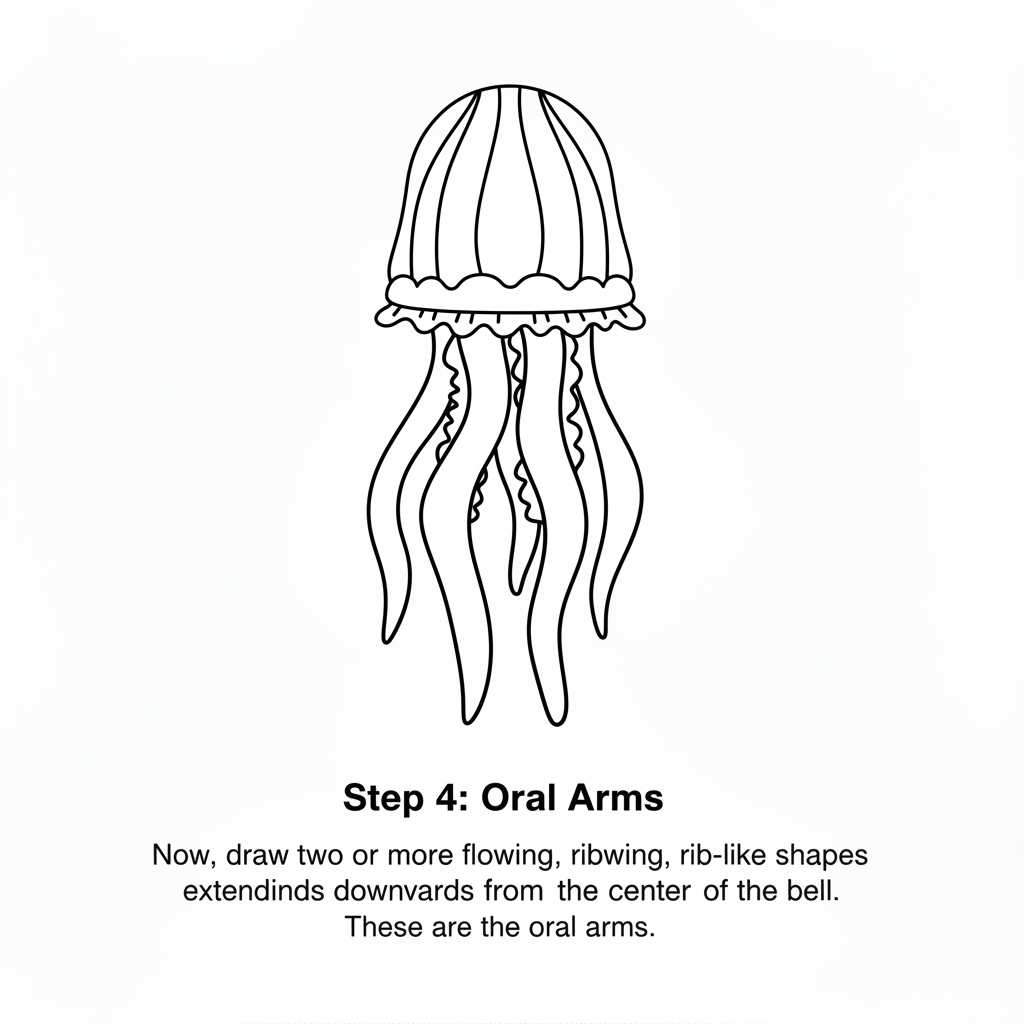 Step 4: Oral Arms
Now, draw two or more flowing, ribwing, rib-like shapes
extendinds downvards from the center of the bell.
These are the oral arms.